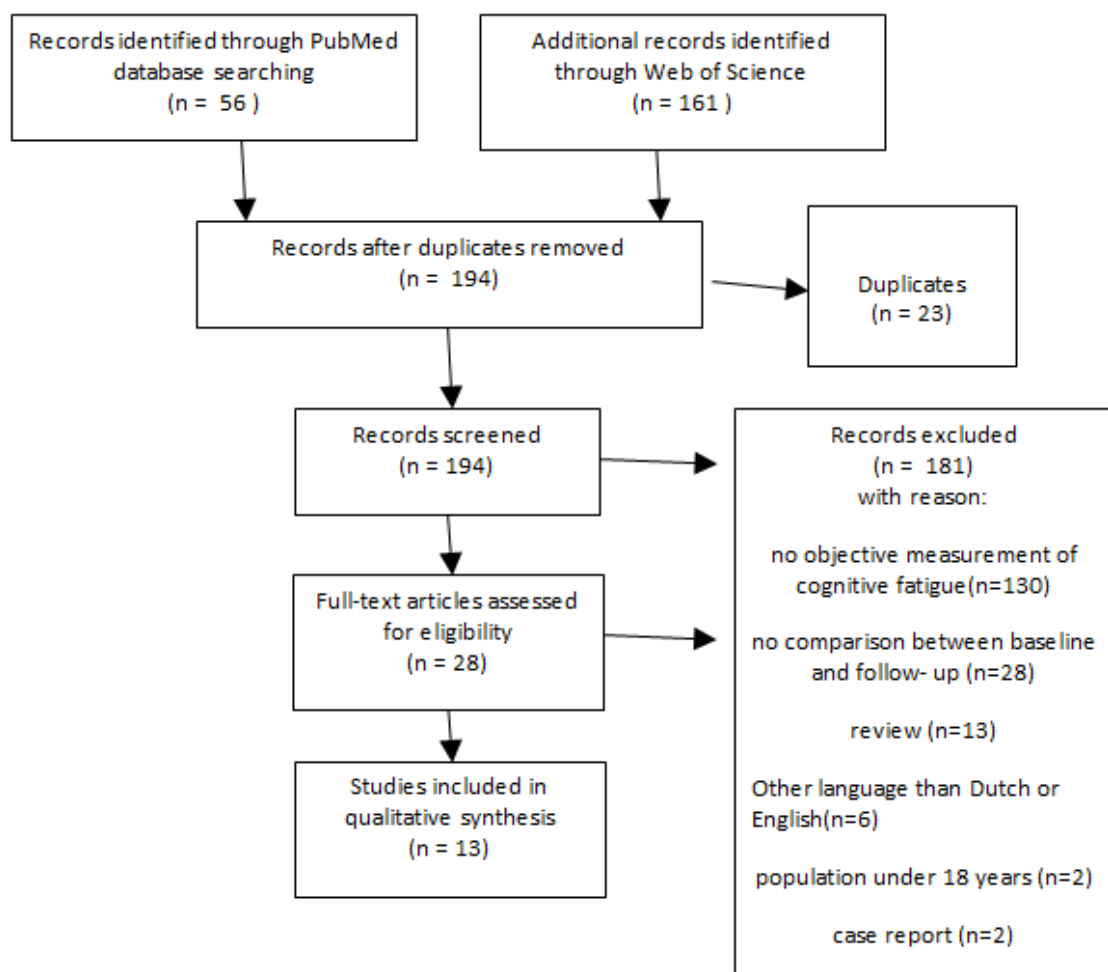 Records identified through PubMed
database searching
(n = 56 )
Additional records identified
through Web of Science
(n = 161 )
Records after duplicates removed
(n = 194)
Duplicates
(n = 23)
Records screened
(n = 194)
Records excluded
(n = 181)
with reason:
no objective measurement of
cognitive fatigue(n=130)
no comparison between baseline
and follow- up (n=28)
review (n=13)
Other language than Dutch or
English(n=6)
population under 18 years (n=2)
case report (n=2)
Full-text articles assessed
for eligibility
(n = 28)
Studies included in
qualitative synthesis
(n = 13)